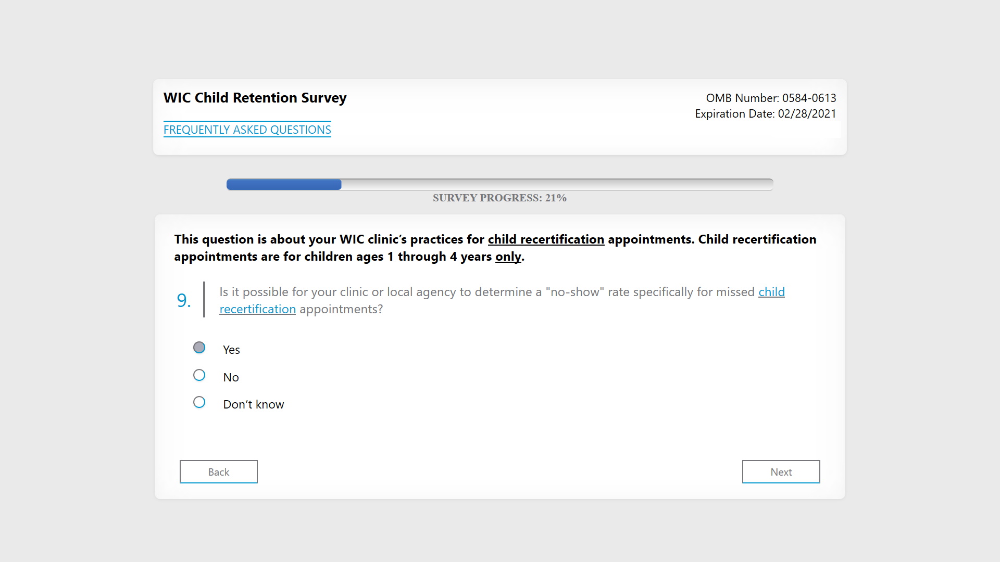 WIC Child Retention Survey
OMB Number: 0584-0613
Expiration Date: 02/28/2021
FREQUENTLY ASKED QUESTIONS
SURVEY PROGRESS: 21%
This question is about your WIC clinic’s practices for child recertification appointments. Child recertification
appointments are for children ages 1 through 4 years only.
9.
Is it possible for your clinic or local agency to determine a "no-show" rate specifically for missed child
recertification appointments?
Yes
No
Don’t know
Back
Next